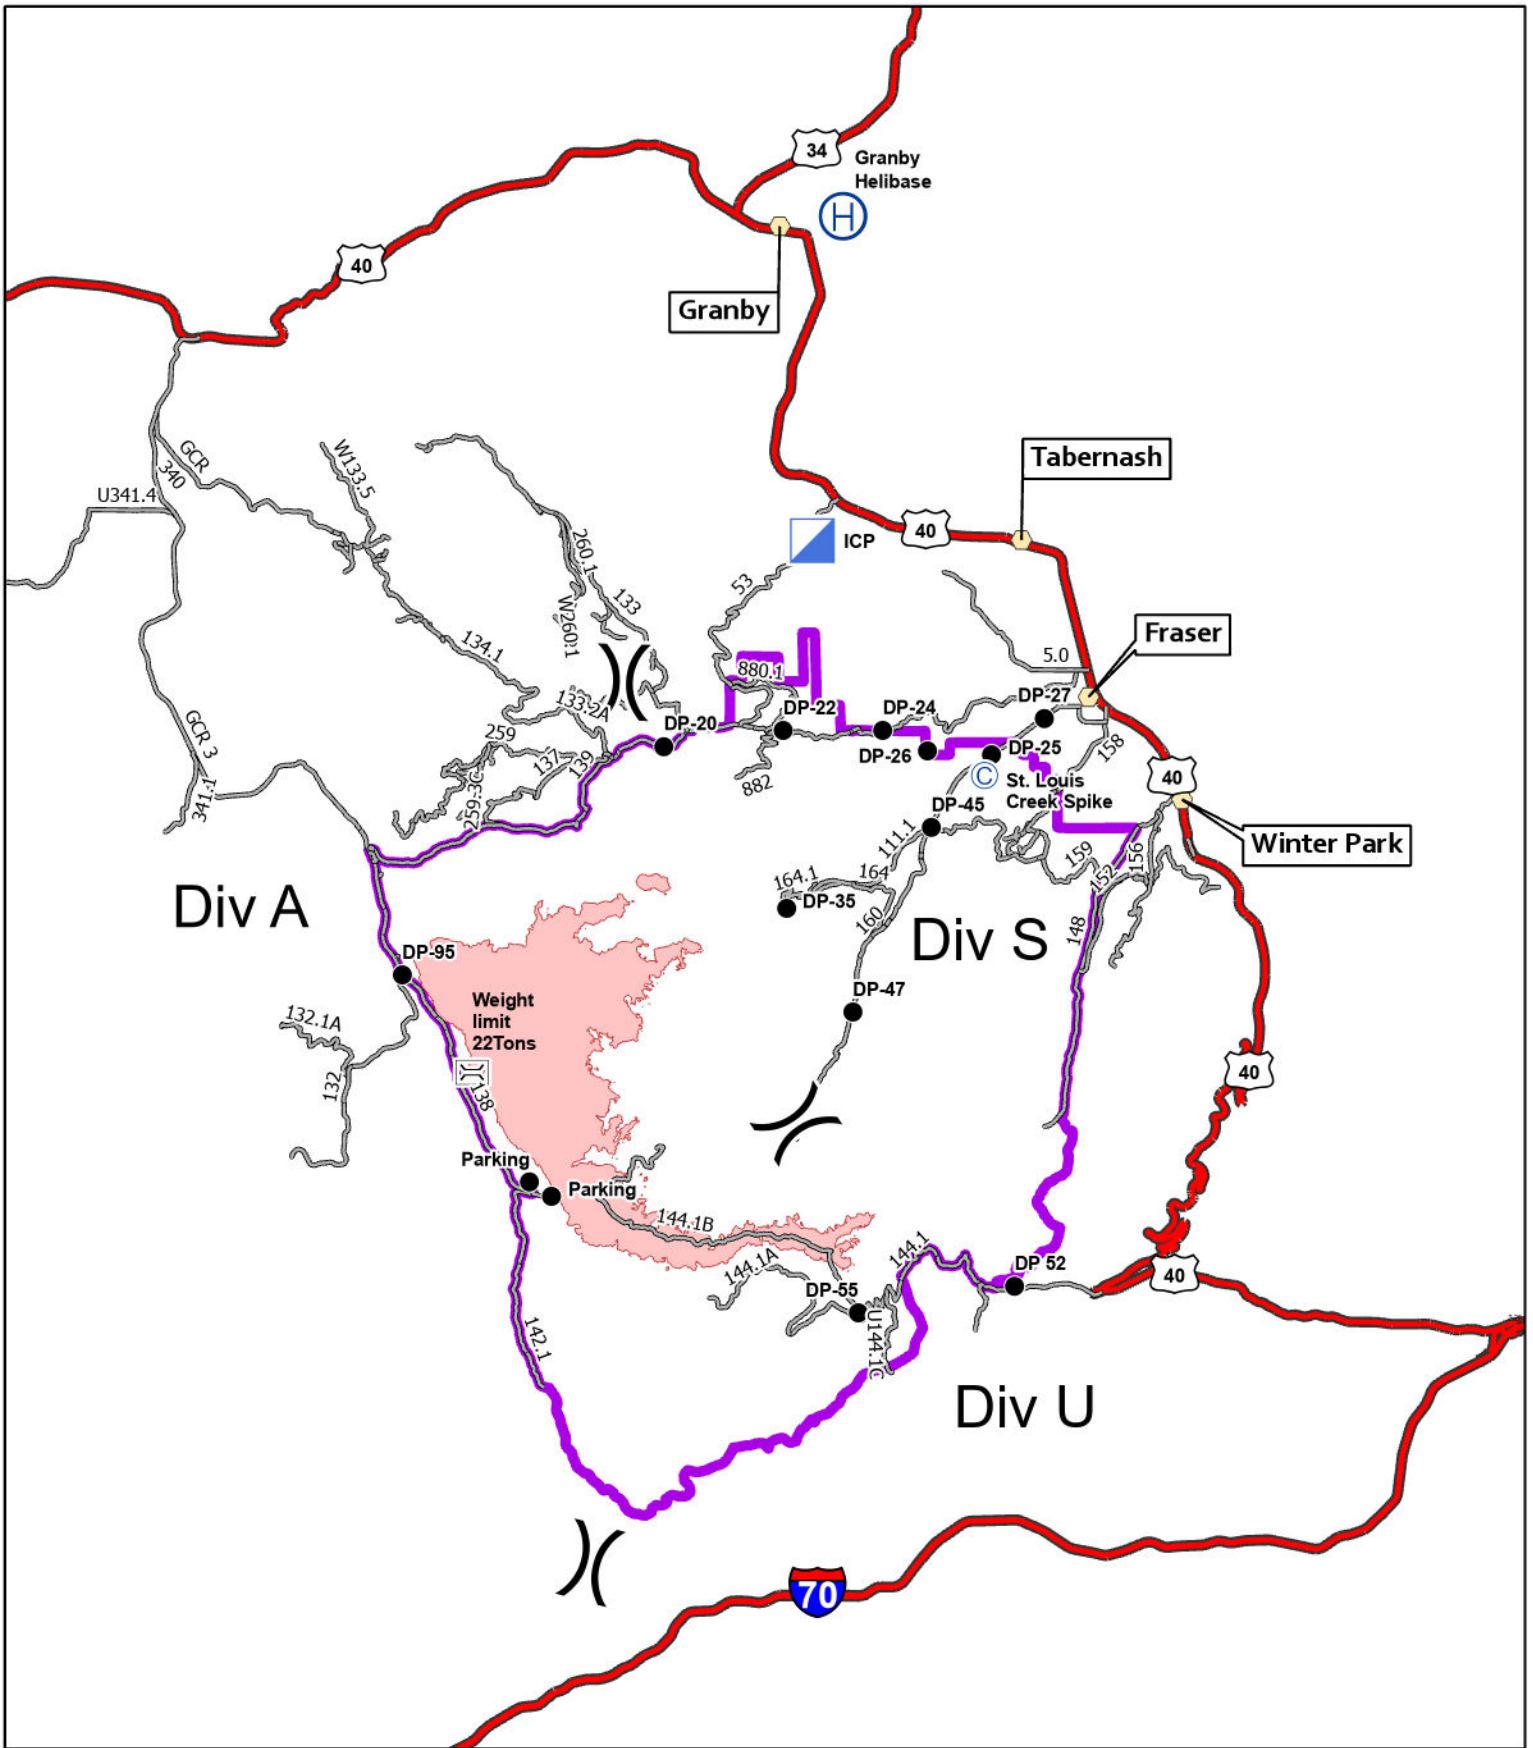 34
Granby
Helibase
H
40
Granby
Tabernash
GCR
340
W133.5
U341.4
40
ICP
260.1
53
133
W260.1
Fraser
134.1
5.0
880.1
DP-27
133.2A
DP-22
DP-24
DP-20
GCR 3
259
DP-26
DP-25
158
137
139
40
C
St. Louis
Creek Spike
882
341.1
259.3C
DP-45
111.1
Winter Park
159
156
164
164.1
152
Div A
DP-35
160
148
Div S
DP-95
DP-47
Weight
limit
22Tons
132.1A
132
138
40
Parking
Parking
144.1B
144.1
144.1A
DP 52
40
DP-55
U144.1C
142.1
Div U
70